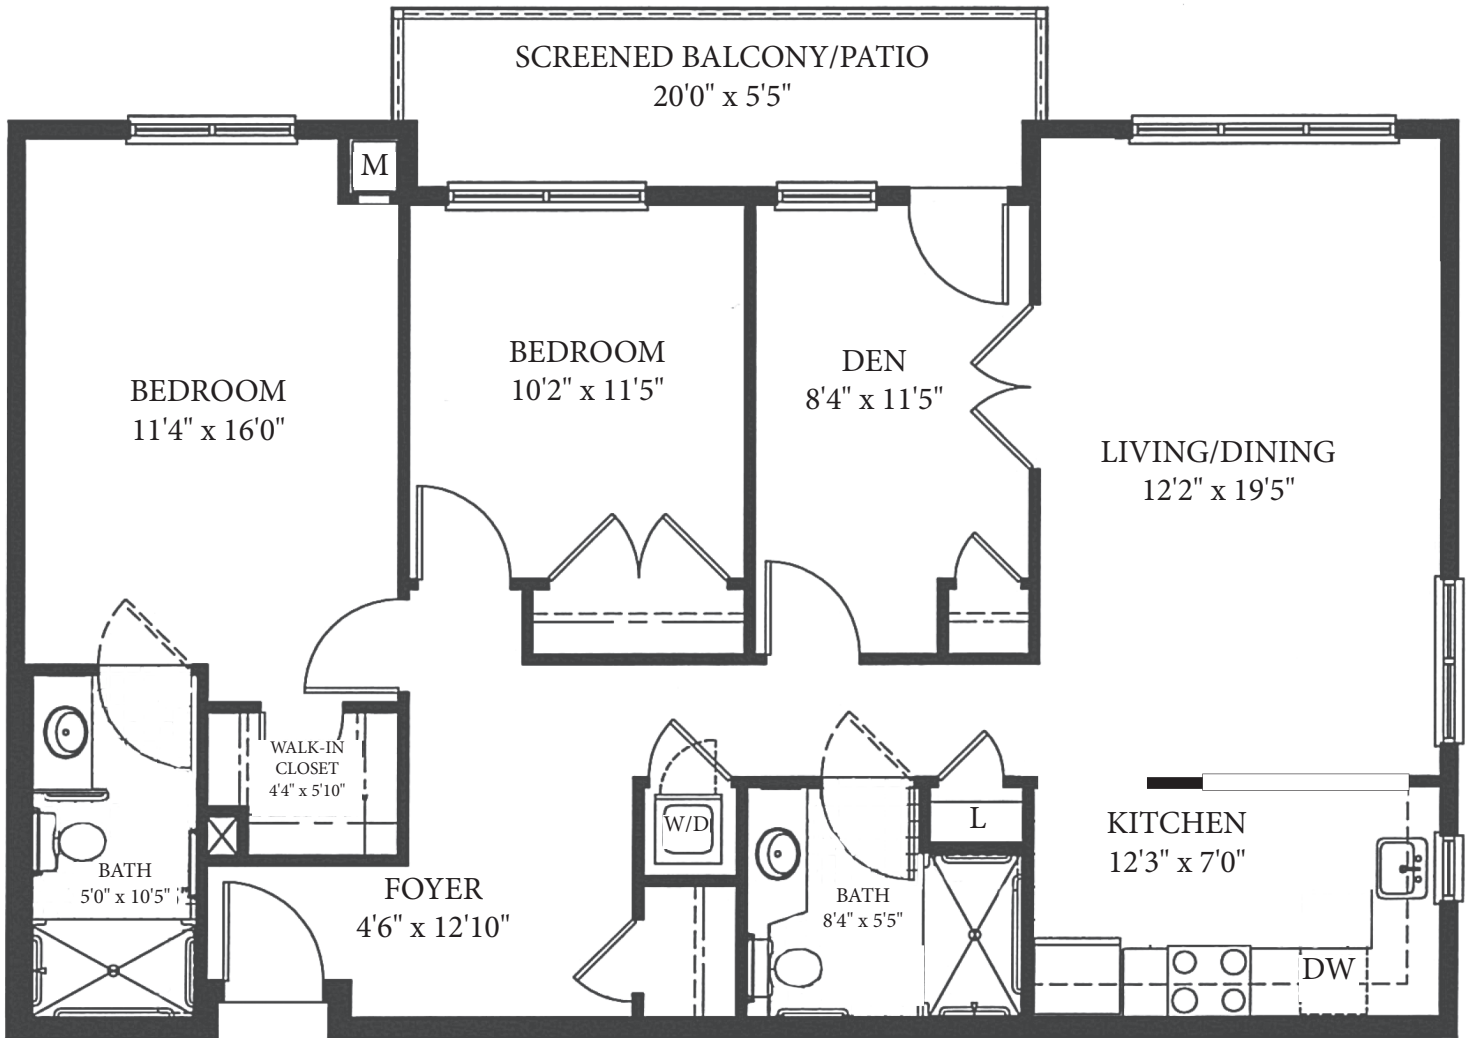 SCREENED BALCONY/PATIO
20'0" x 5'5"
M
BEDROOM
11'4" x 16'0"
BEDROOM
10'2" x 11'5"
DEN
8'4" x 11'5"
LIVING/DINING
12'2" x 19'5"
WALK-IN
CLOSET
4'4" x 5'10"
W/D
L
KITCHEN
12'3" x 7'0"
BATH
5'0" x 10'5"
FOYER
4'6" x 12'10"
BATH
8'4" x 5'5"
DW